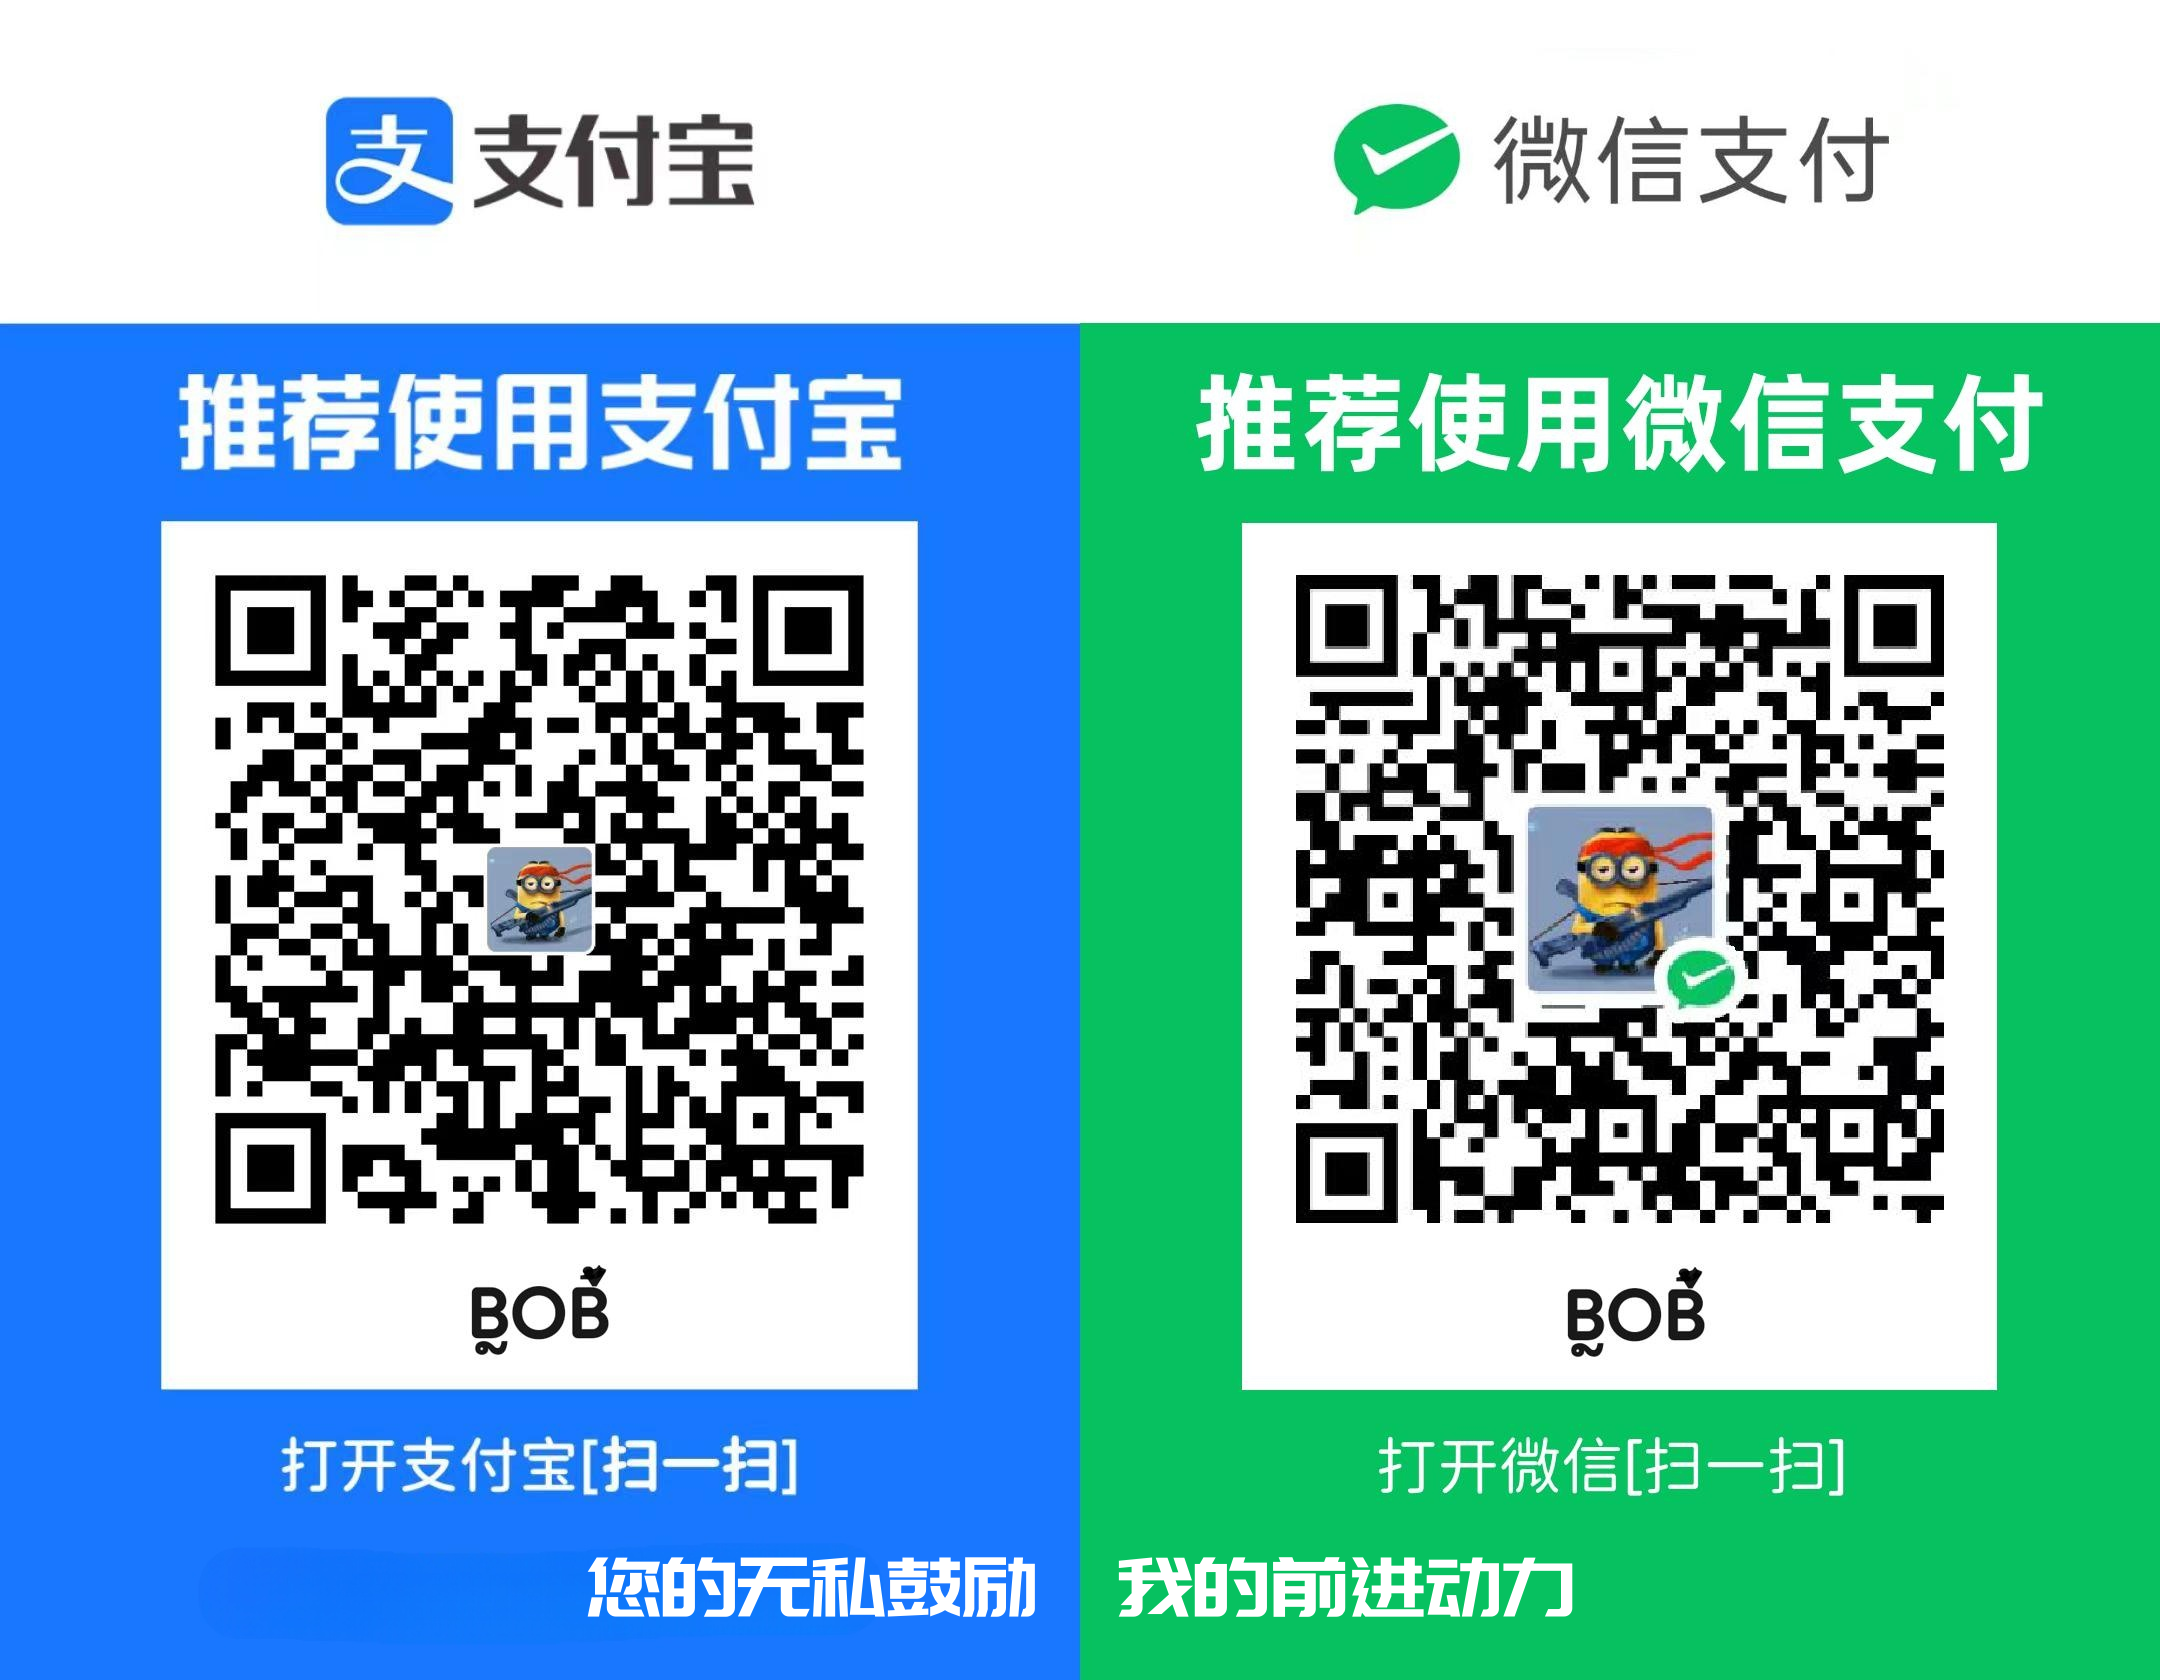 支付宝
推荐使用支付宝
BOB
打开支付宝[扫一扫]
您的无私鼓励
微信支付
推荐使用微信支付
BOB
打开微信[扫一扫]
我的前进动力